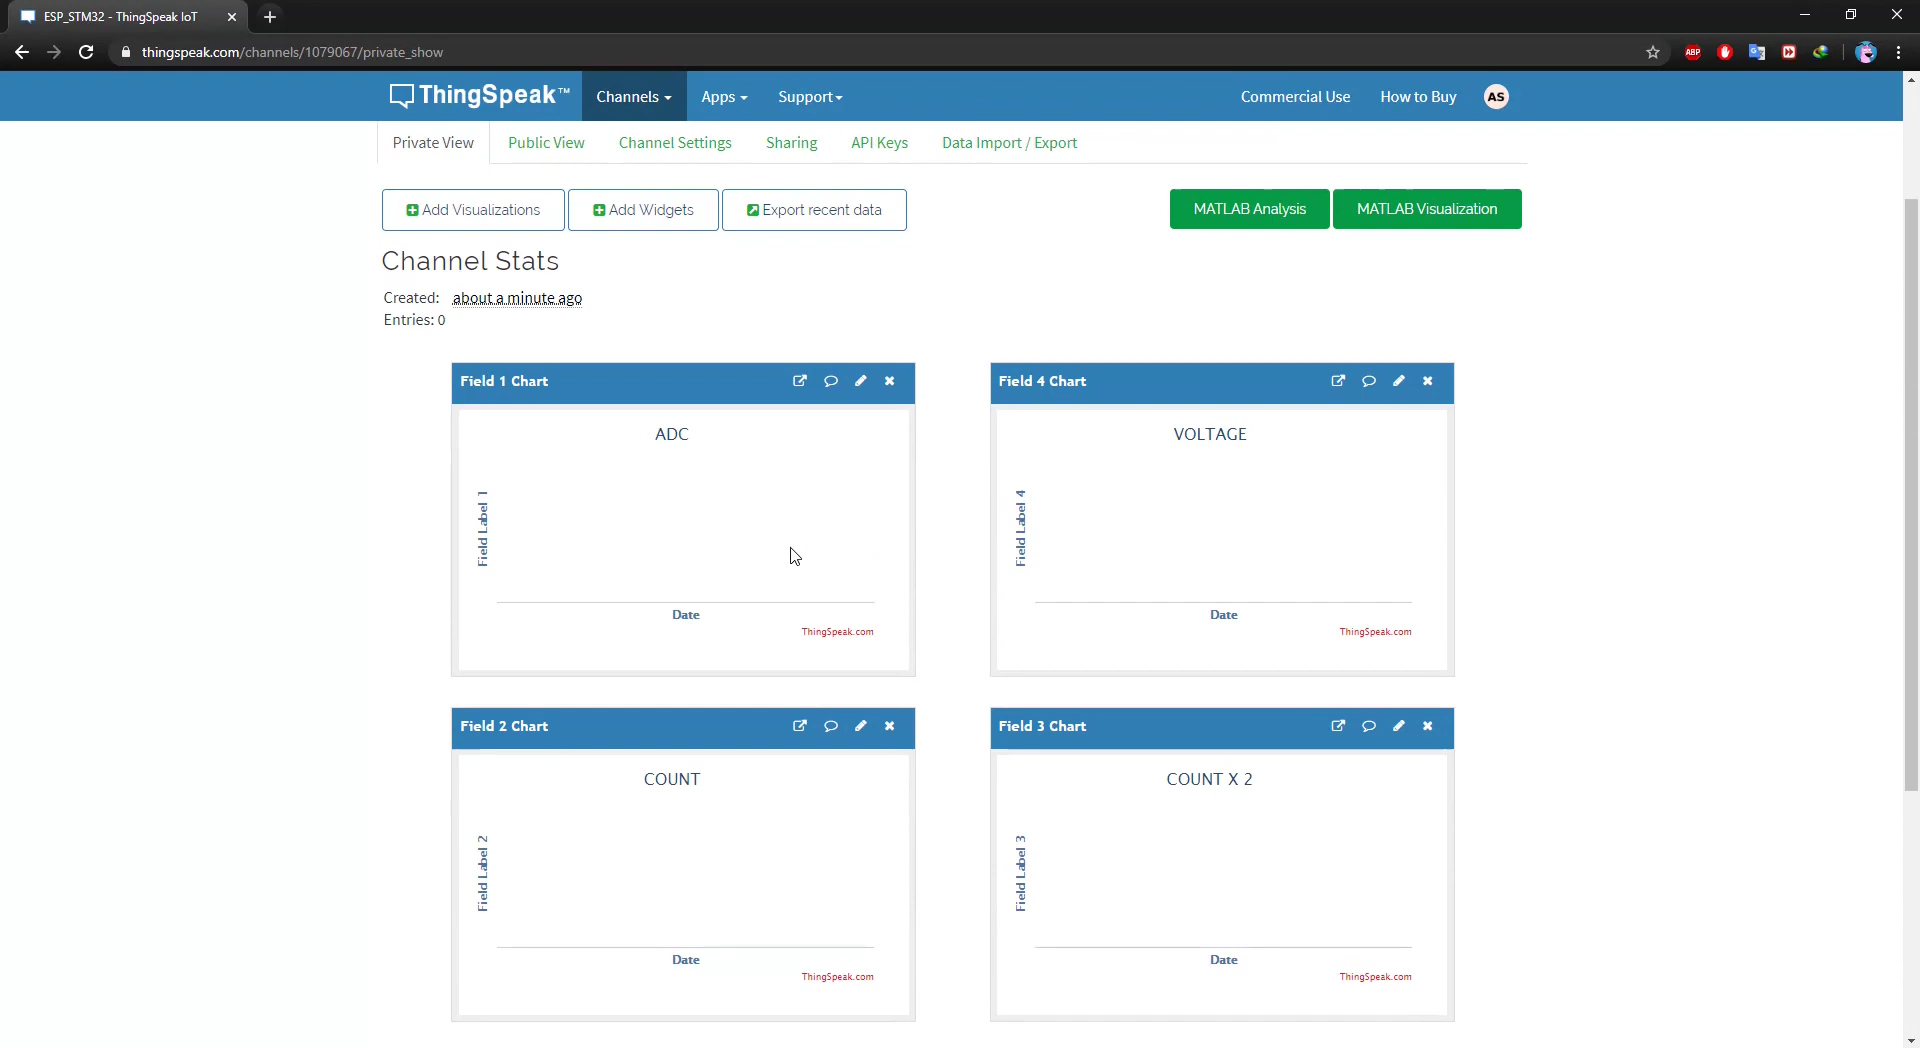 ESP_STM32 - ThingSpeak IoT
thingspeak.com/channels/1079067/private_show
ABP
ThingSpeak™ Channels Apps Support Commercial Use How to Buy AS
Private View Public View Channel Settings Sharing API Keys Data Import / Export
Add Visualizations Add Widgets Export recent data MATLAB Analysis MATLAB Visualization
Channel Stats
Created: about a minute ago
Entries: 0
Field 1 Chart
ADC
Field Label 1
Date
ThingSpeak.com
Field 4 Chart
VOLTAGE
Field Label 4
Date
ThingSpeak.com
Field 2 Chart
COUNT
Field Label 2
Date
ThingSpeak.com
Field 3 Chart
COUNT X 2
Field Label 3
Date
ThingSpeak.com